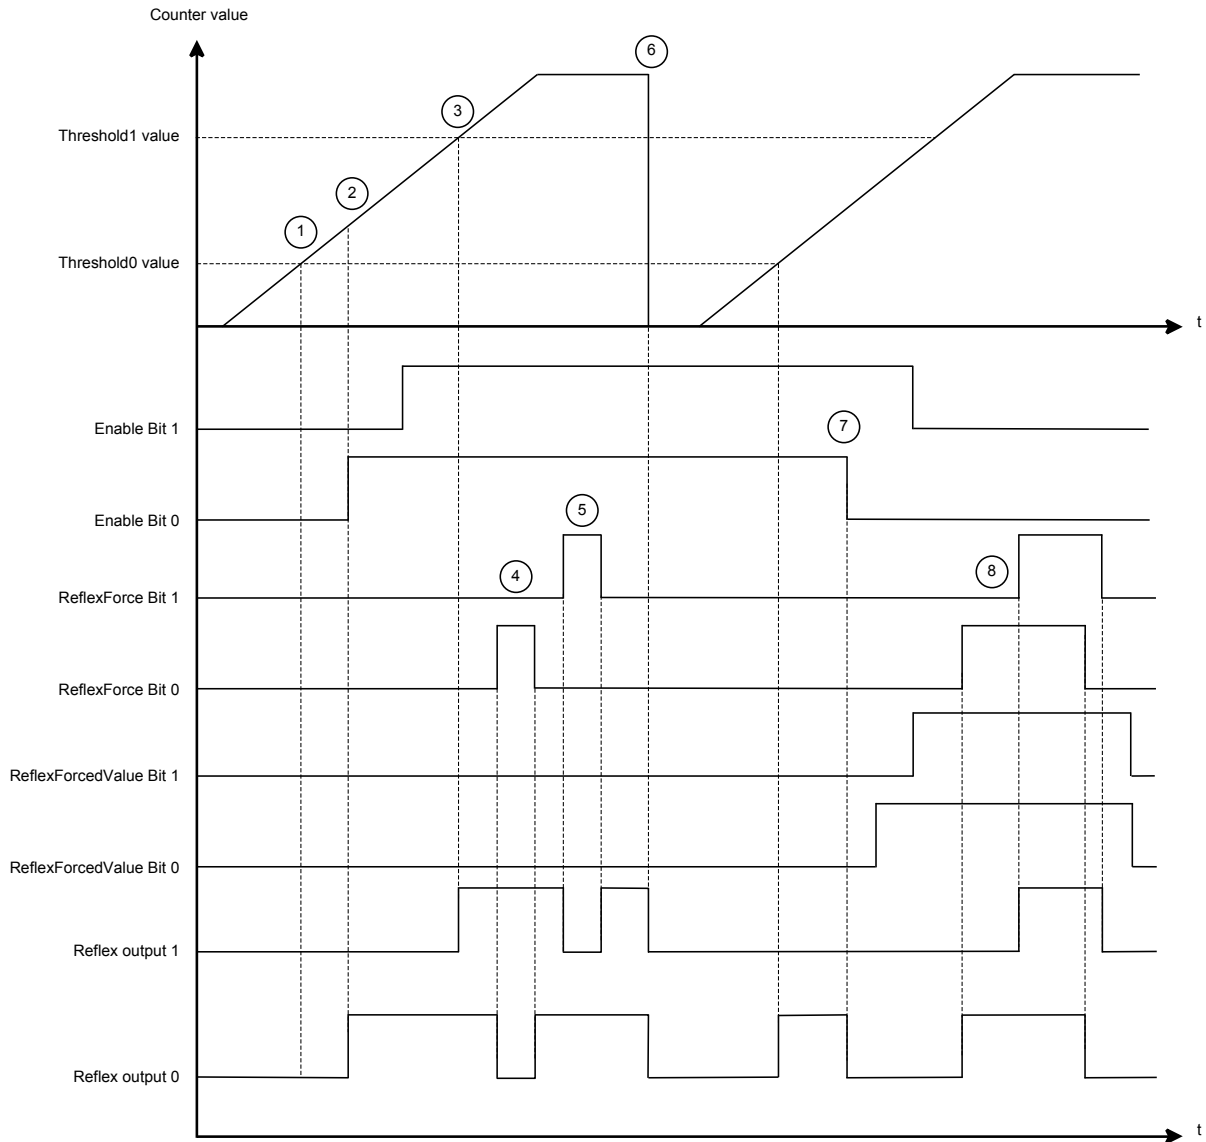 Counter value
6
3
Threshold1 value
2
1
Threshold0 value
t
7
Enable Bit 1
5
Enable Bit 0
4
8
ReflexForce Bit 1
ReflexForce Bit 0
ReflexForcedValue Bit 1
ReflexForcedValue Bit 0
Reflex output 1
Reflex output 0
t